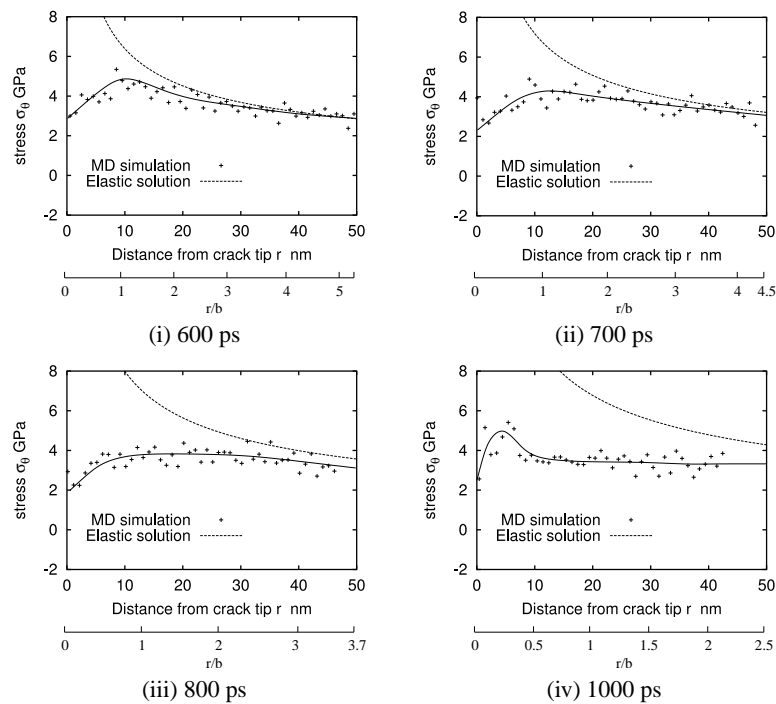 8
6
4
2
0
-2
stress σθ GPa
MD simulation
Elastic solution
0 10 20 30 40 50
Distance from crack tip r nm
0 1 2 3 4 5
r/b
(i) 600 ps
8
6
4
2
0
-2
stress σθ GPa
MD simulation
Elastic solution
0 10 20 30 40 50
Distance from crack tip r nm
0 1 2 3 4 4.5
r/b
(ii) 700 ps
8
6
4
2
0
-2
stress σθ GPa
MD simulation
Elastic solution
0 10 20 30 40 50
Distance from crack tip r nm
0 1 2 3 3.7
r/b
(iii) 800 ps
8
6
4
2
0
-2
stress σθ GPa
MD simulation
Elastic solution
0 10 20 30 40 50
Distance from crack tip r nm
0 0.5 1 1.5 2 2.5
r/b
(iv) 1000 ps